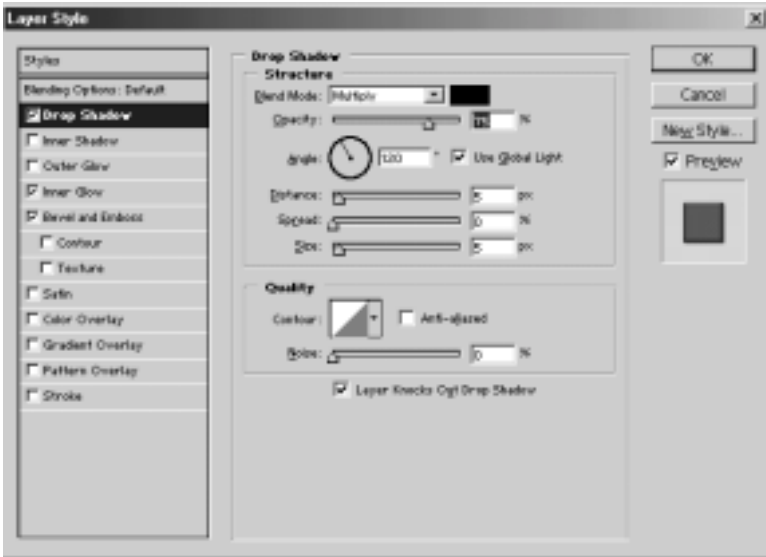 Layer Style
Styles
Blending Options: Default
Drop Shadow
Inner Shadow
Outer Glow
Inner Glow
Bevel and Emboss
Contour
Texture
Satin
Color Overlay
Gradient Overlay
Pattern Overlay
Stroke
Drop Shadow
Structure
Blend Mode: Multiply
Opacity: 75 %
Angle: 120 ° Use Global Light
Distance: 5 px
Spread: 0 %
Size: 5 px
Quality
Contour: Anti-aliased
Noise: 0 %
Layer Knocks Out Drop Shadow
OK
Cancel
New Style...
Preview